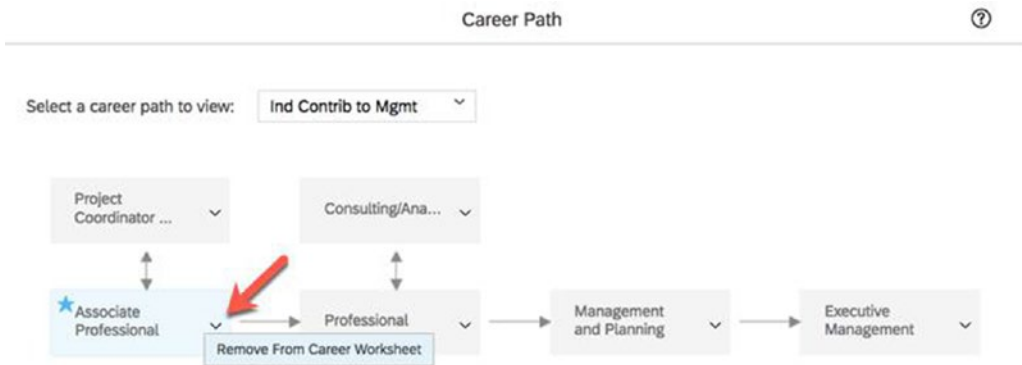 Career Path
Select a career path to view:
Ind Contrib to Mgmt
Project
Coordinator ...
Consulting/Ana...
Associate
Professional
Professional
Management
and Planning
Executive
Management
Remove From Career Worksheet